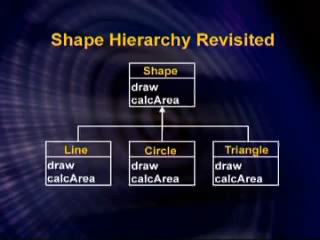 Shape Hierarchy Revisited
Shape
draw
calcArea
Line
draw
calcArea
Circle
draw
calcArea
Triangle
draw
calcArea